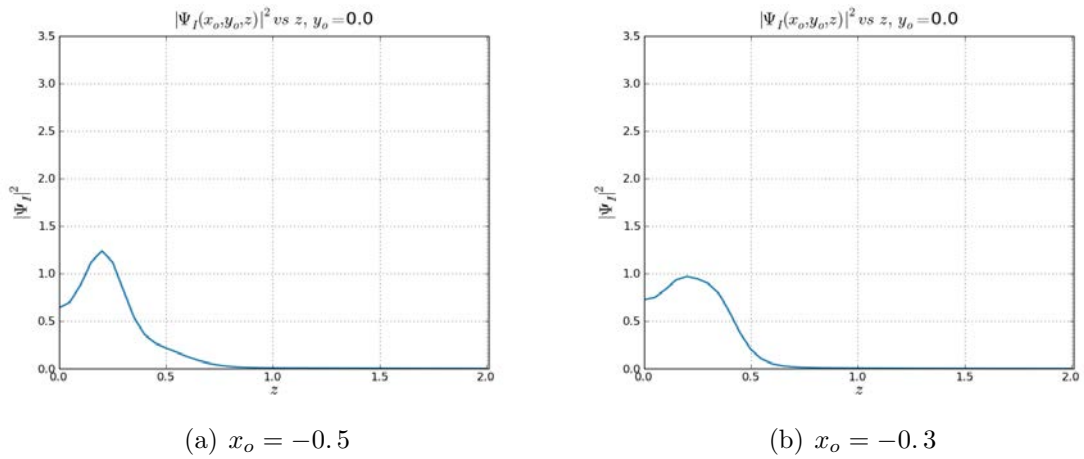 |Ψ_I(x_o,y_o,z)|² vs z, y_o = 0.0
3.5
3.0
2.5
2.0
1.5
1.0
0.5
0.0
|Ψ_I|²
0.0 0.5 1.0 1.5 2.0
z
(a) x_o = −0.5
|Ψ_I(x_o,y_o,z)|² vs z, y_o = 0.0
3.5
3.0
2.5
2.0
1.5
1.0
0.5
0.0
|Ψ_I|²
0.0 0.5 1.0 1.5 2.0
z
(b) x_o = −0.3